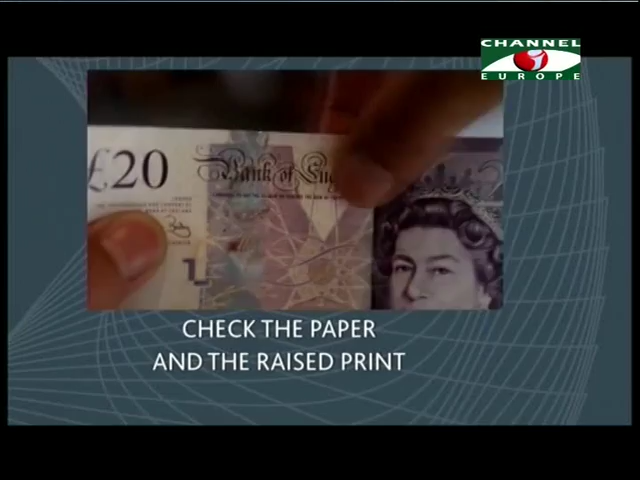 CHANNEL
i
EUROPE
£20
Bank of Eng
CHECK THE PAPER
AND THE RAISED PRINT